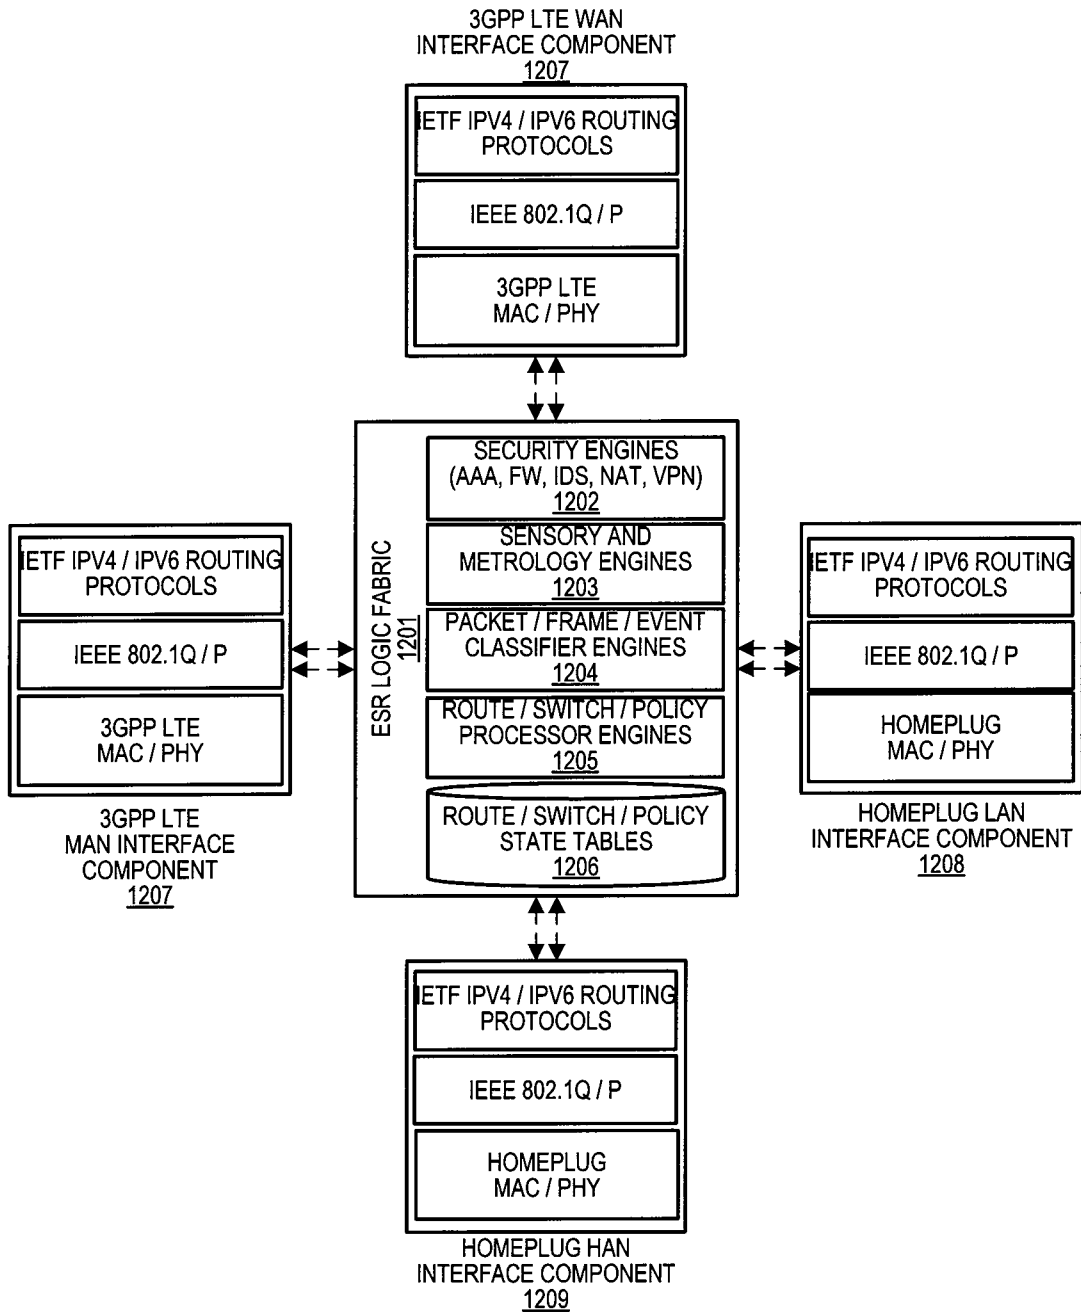 3GPP LTE WAN
INTERFACE COMPONENT
1207
IETF IPV4 / IPV6 ROUTING
PROTOCOLS
IEEE 802.1Q / P
3GPP LTE
MAC / PHY
ESR LOGIC FABRIC
1201
SECURITY ENGINES
(AAA, FW, IDS, NAT, VPN)
1202
SENSORY AND
METROLOGY ENGINES
1203
PACKET / FRAME / EVENT
CLASSIFIER ENGINES
1204
ROUTE / SWITCH / POLICY
PROCESSOR ENGINES
1205
ROUTE / SWITCH / POLICY
STATE TABLES
1206
IETF IPV4 / IPV6 ROUTING
PROTOCOLS
IEEE 802.1Q / P
3GPP LTE
MAC / PHY
3GPP LTE
MAN INTERFACE
COMPONENT
1207
IETF IPV4 / IPV6 ROUTING
PROTOCOLS
IEEE 802.1Q / P
HOMEPLUG
MAC / PHY
HOMEPLUG LAN
INTERFACE COMPONENT
1208
IETF IPV4 / IPV6 ROUTING
PROTOCOLS
IEEE 802.1Q / P
HOMEPLUG
MAC / PHY
HOMEPLUG HAN
INTERFACE COMPONENT
1209